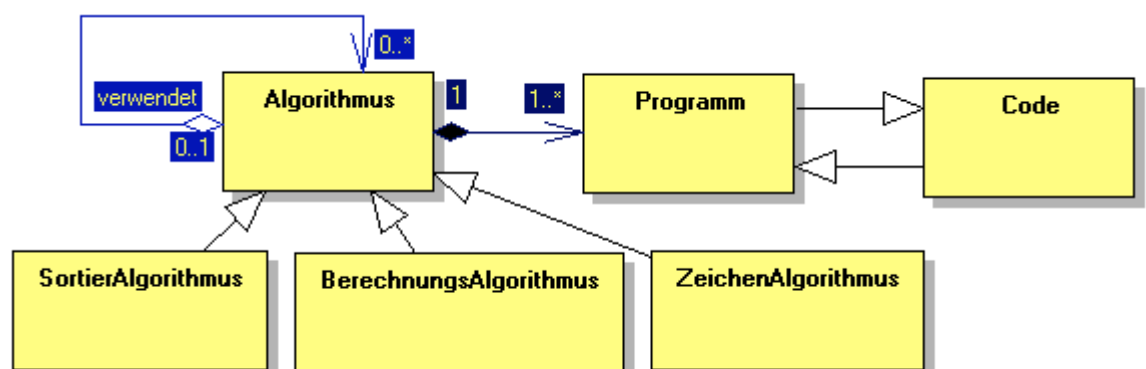 0..*
verwendet
Algorithmus
1
1..*
Programm
Code
0..1
SortierAlgorithmus
BerechnungsAlgorithmus
ZeichenAlgorithmus